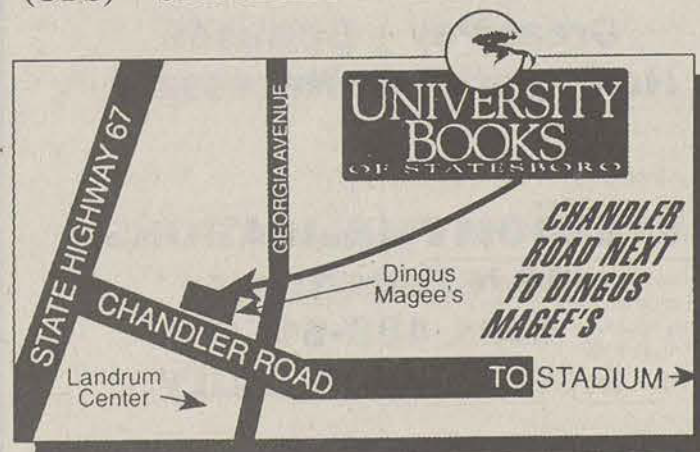 UNIVERSITY
BOOKS
OF STATESBORO
STATE HIGHWAY 67
GEORGIA AVENUE
CHANDLER
ROAD NEXT
TO DINGUS
MAGEE'S
Dingus
Magee's
CHANDLER ROAD
Landrum
Center
TO STADIUM